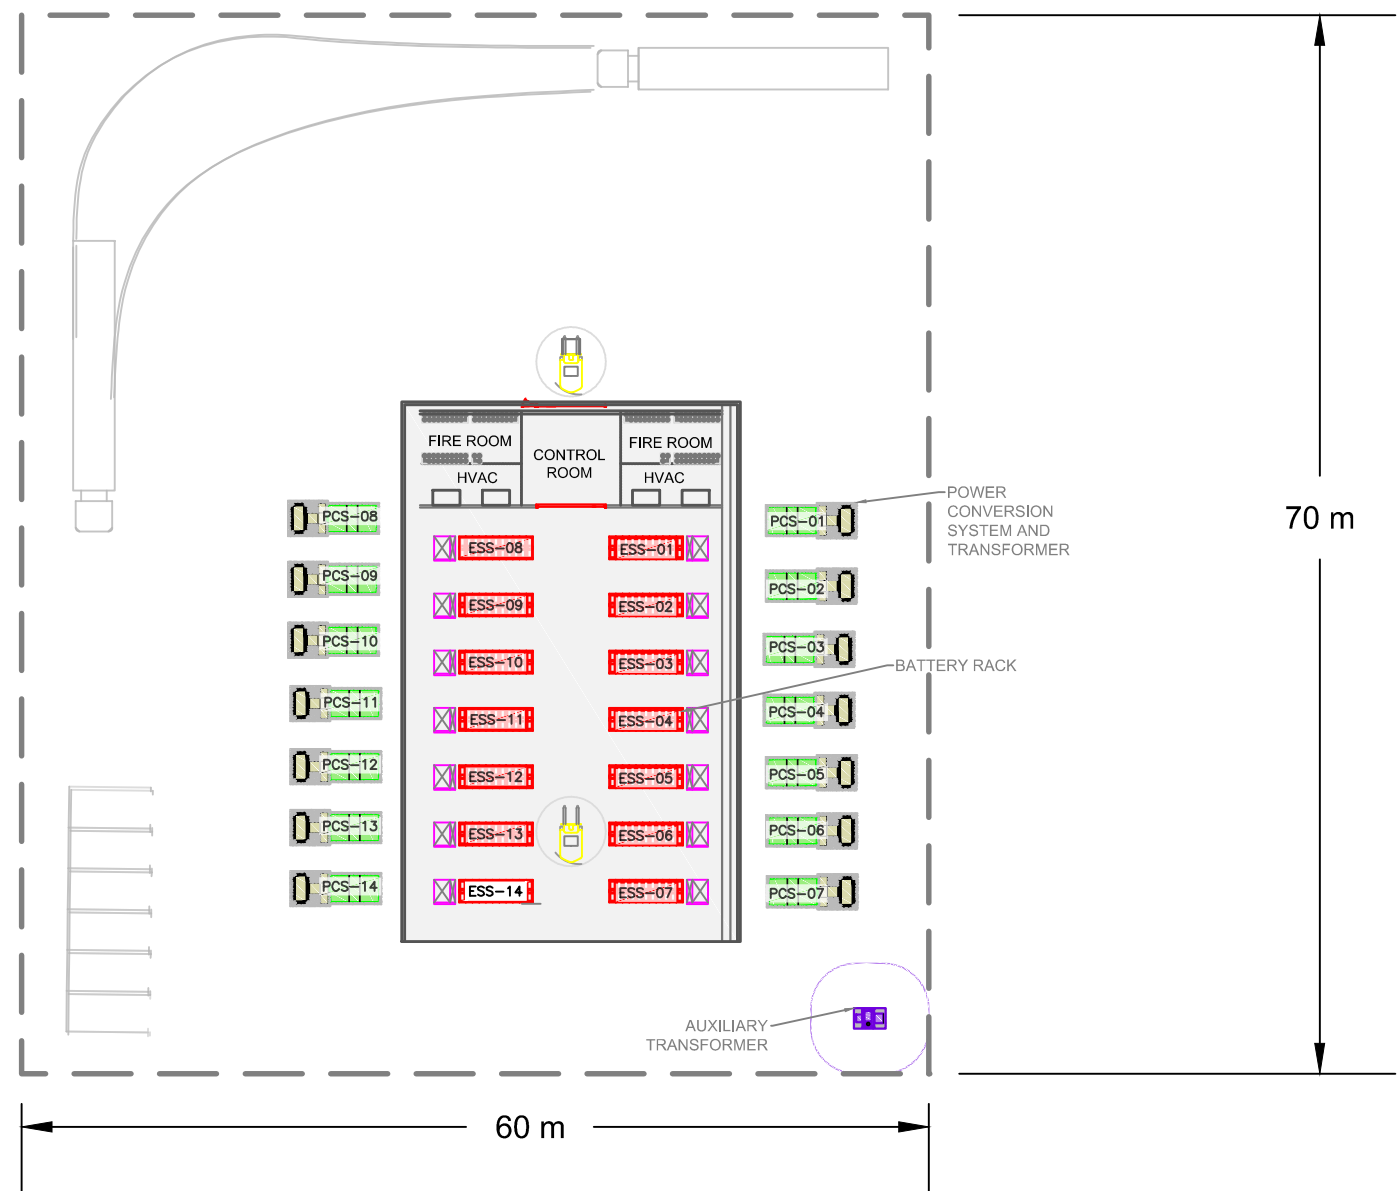 FIRE ROOM
CONTROL
ROOM
FIRE ROOM
HVAC
HVAC
POWER
CONVERSION
SYSTEM AND
TRANSFORMER
70 m
PCS-08
PCS-01
ESS-08
ESS-01
PCS-09
PCS-02
ESS-09
ESS-02
PCS-10
PCS-03
ESS-10
ESS-03
BATTERY RACK
PCS-11
PCS-04
ESS-11
ESS-04
PCS-12
PCS-05
ESS-12
ESS-05
PCS-13
PCS-06
ESS-13
ESS-06
PCS-14
PCS-07
ESS-14
ESS-07
AUXILIARY
TRANSFORMER
60 m